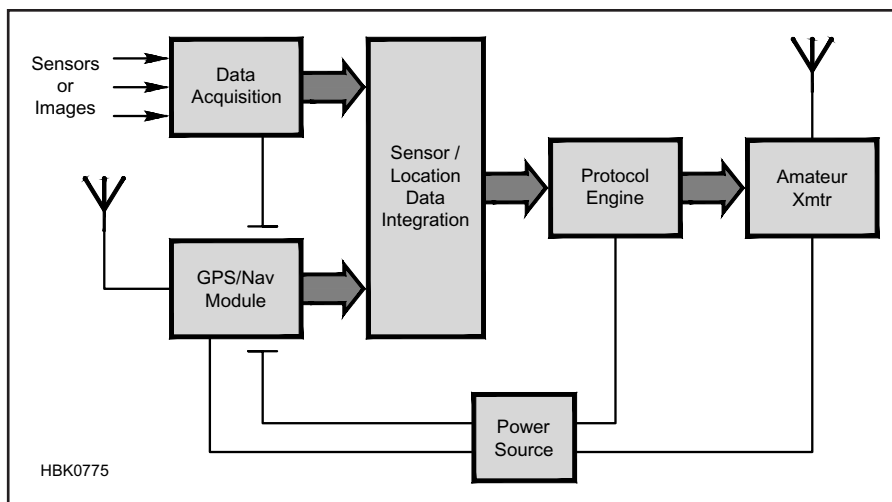 Sensors
or
Images
Data
Acquisition
GPS/Nav
Module
Sensor /
Location
Data
Integration
Protocol
Engine
Amateur
Xmtr
Power
Source
HBK0775